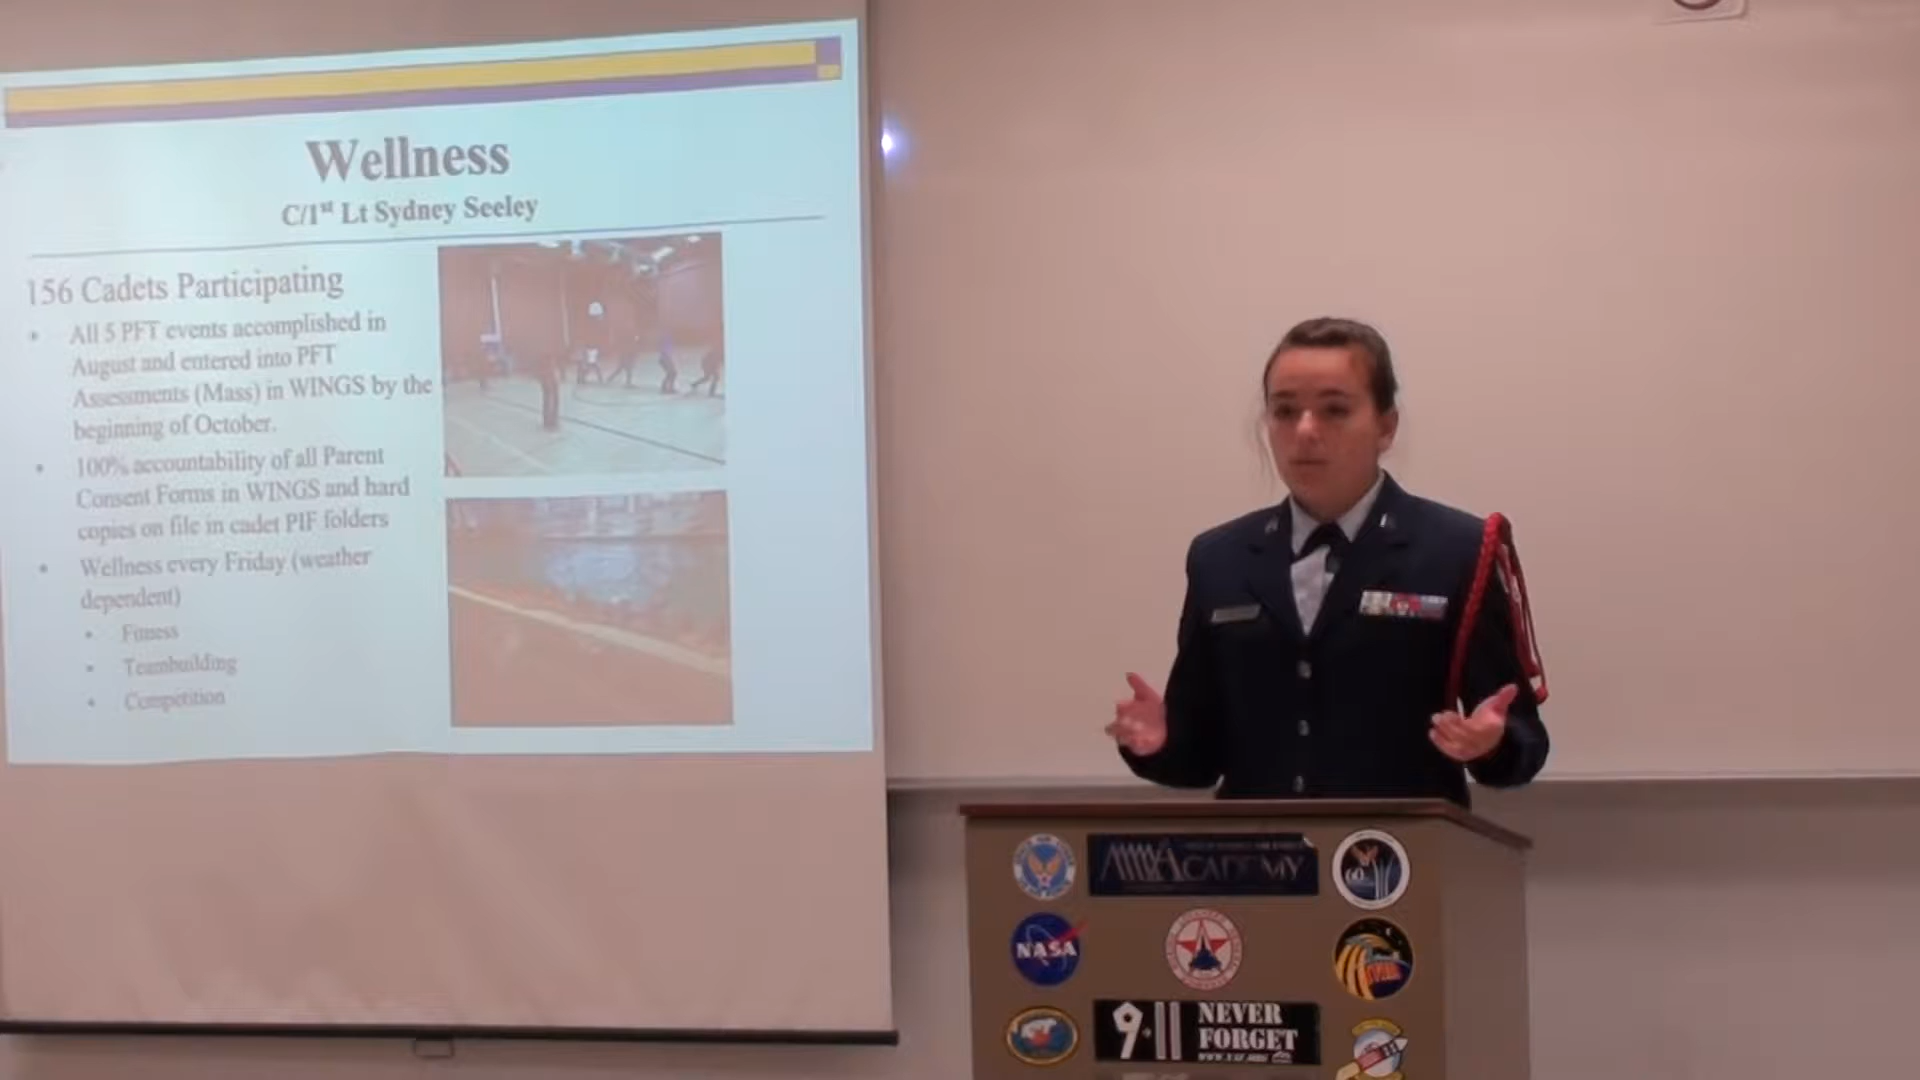 Wellness
C/1st Lt Sydney Seeley
156 Cadets Participating
• All 5 PFT events accomplished in
August and entered into PFT
Assessments (Mass) in WINGS by the
beginning of October.
• 100% accountability of all Parent
Consent Forms in WINGS and hard
copies on file in cadet PIF folders
• Wellness every Friday (weather
dependent)
• Fitness
• Teambuilding
• Competition
ACADEMY
60
NASA
9-11 NEVER
FORGET